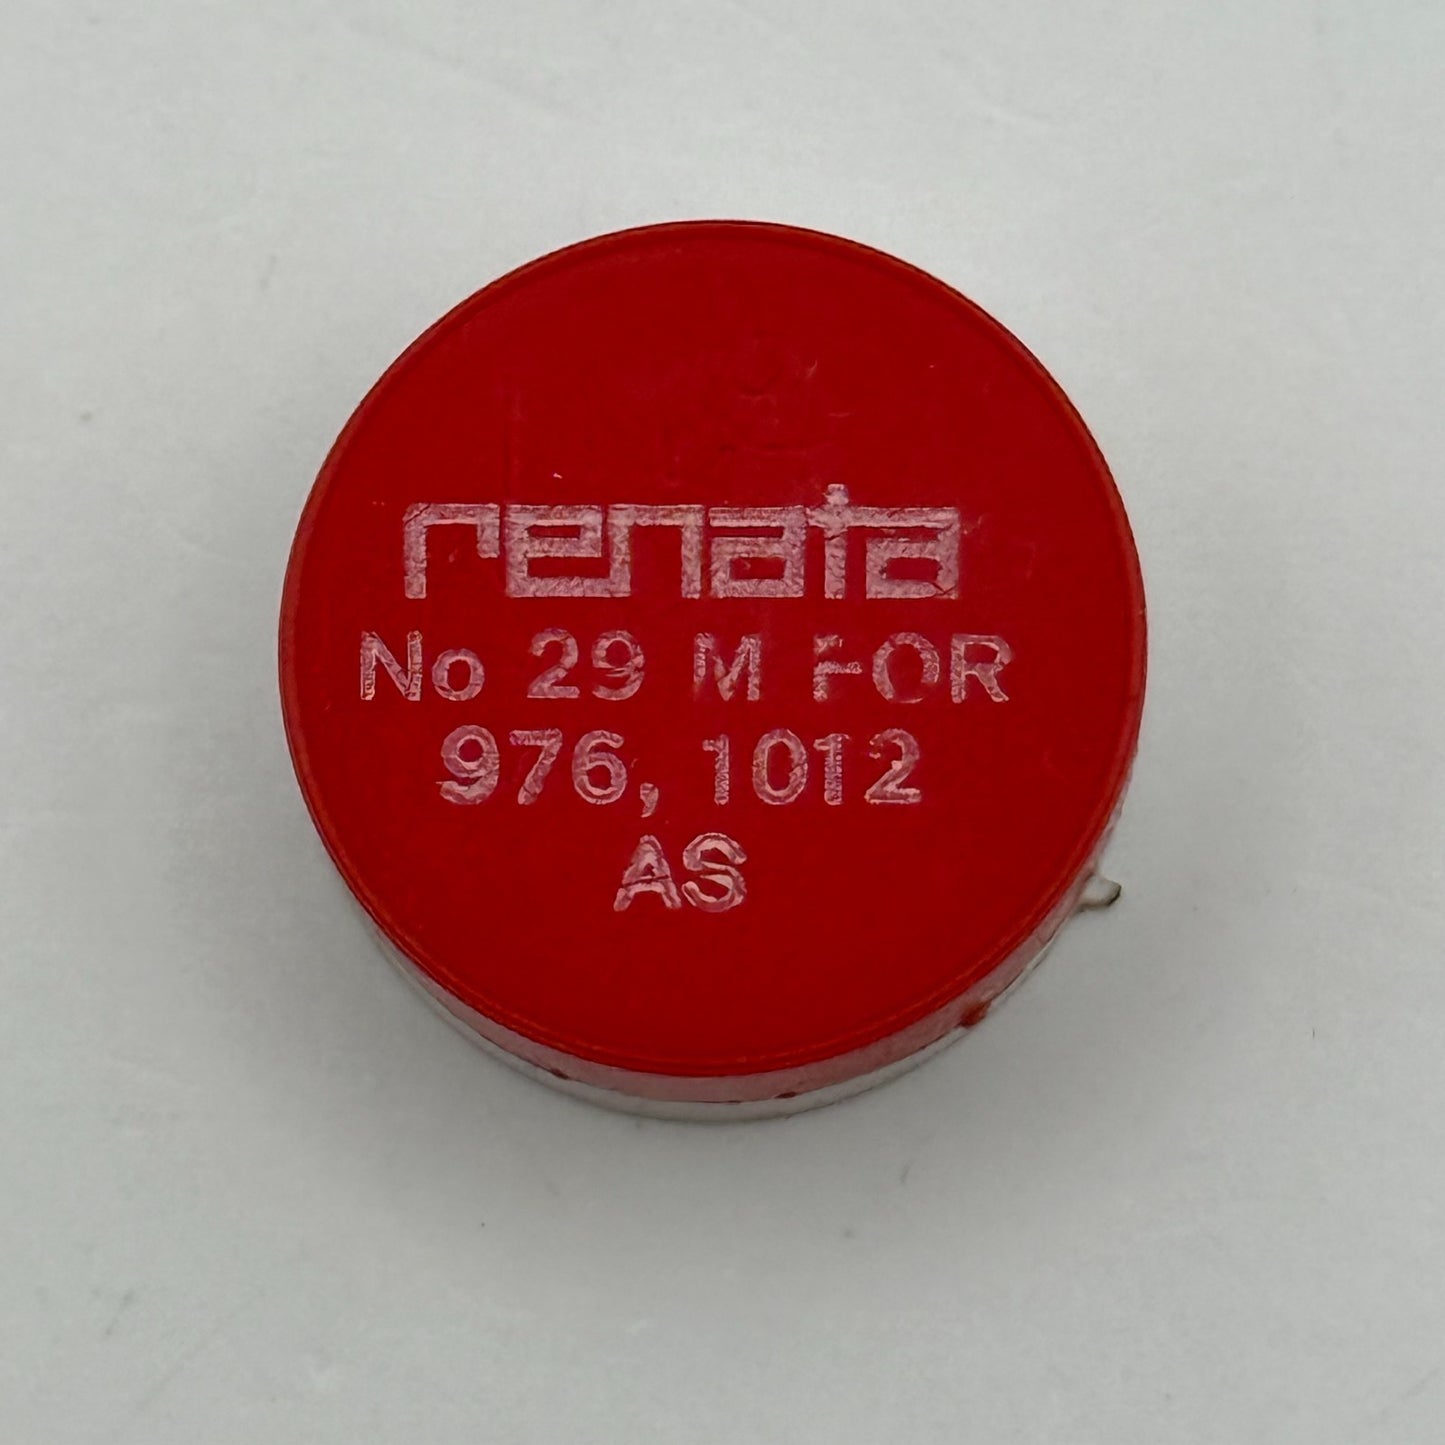 renata
No 29 M FOR
976, 1012
AS